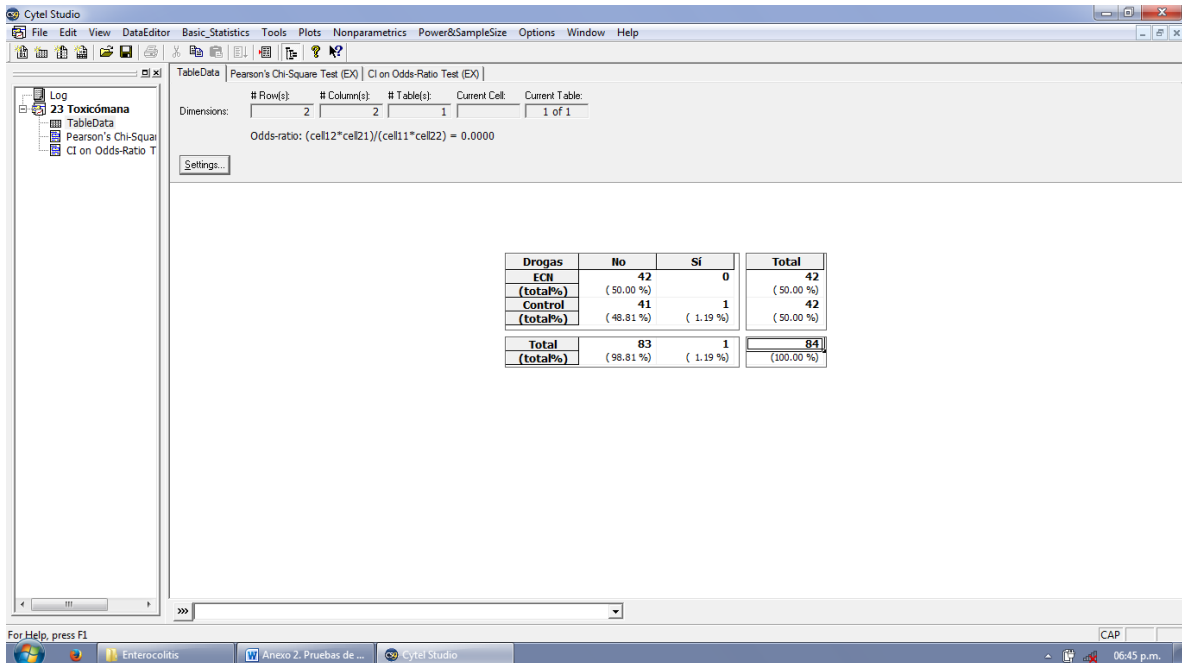 Cytel Studio
File Edit View DataEditor Basic_Statistics Tools Plots Nonparametrics Power&SampleSize Options Window Help
TableData Pearson's Chi-Square Test (EX) CI on Odds-Ratio Test (EX)
Log
23 Toxicómana
TableData
Pearson's Chi-Squar
CI on Odds-Ratio T
# Row(s): # Column(s): # Table(s): Current Cell: Current Table:
Dimensions: 2 2 1 1 of 1
Odds-ratio: (cell12*cell21)/(cell11*cell22) = 0.0000
Settings...
Drogas No Sí Total
ECN 42 0 42
(total%) ( 50.00 %) ( 50.00 %)
Control 41 1 42
(total%) ( 48.81 %) ( 1.19 %) ( 50.00 %)
Total 83 1 84
(total%) ( 98.81 %) ( 1.19 %) (100.00 %)
»»
For Help, press F1 CAP
Enterocolitis Anexo 2. Pruebas de ... Cytel Studio 06:45 p.m.